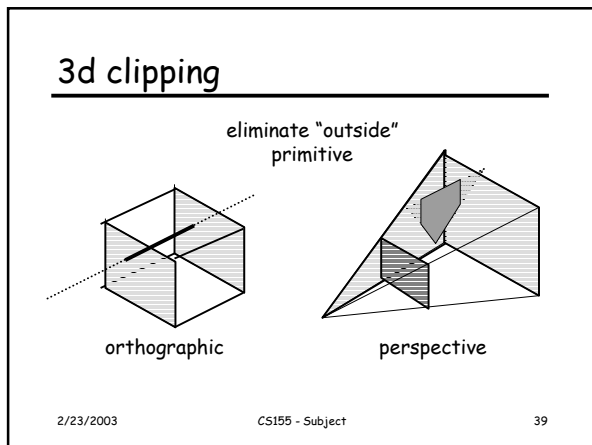 3d clipping
eliminate “outside”
primitive
orthographic
perspective
2/23/2003
CS155 - Subject
39